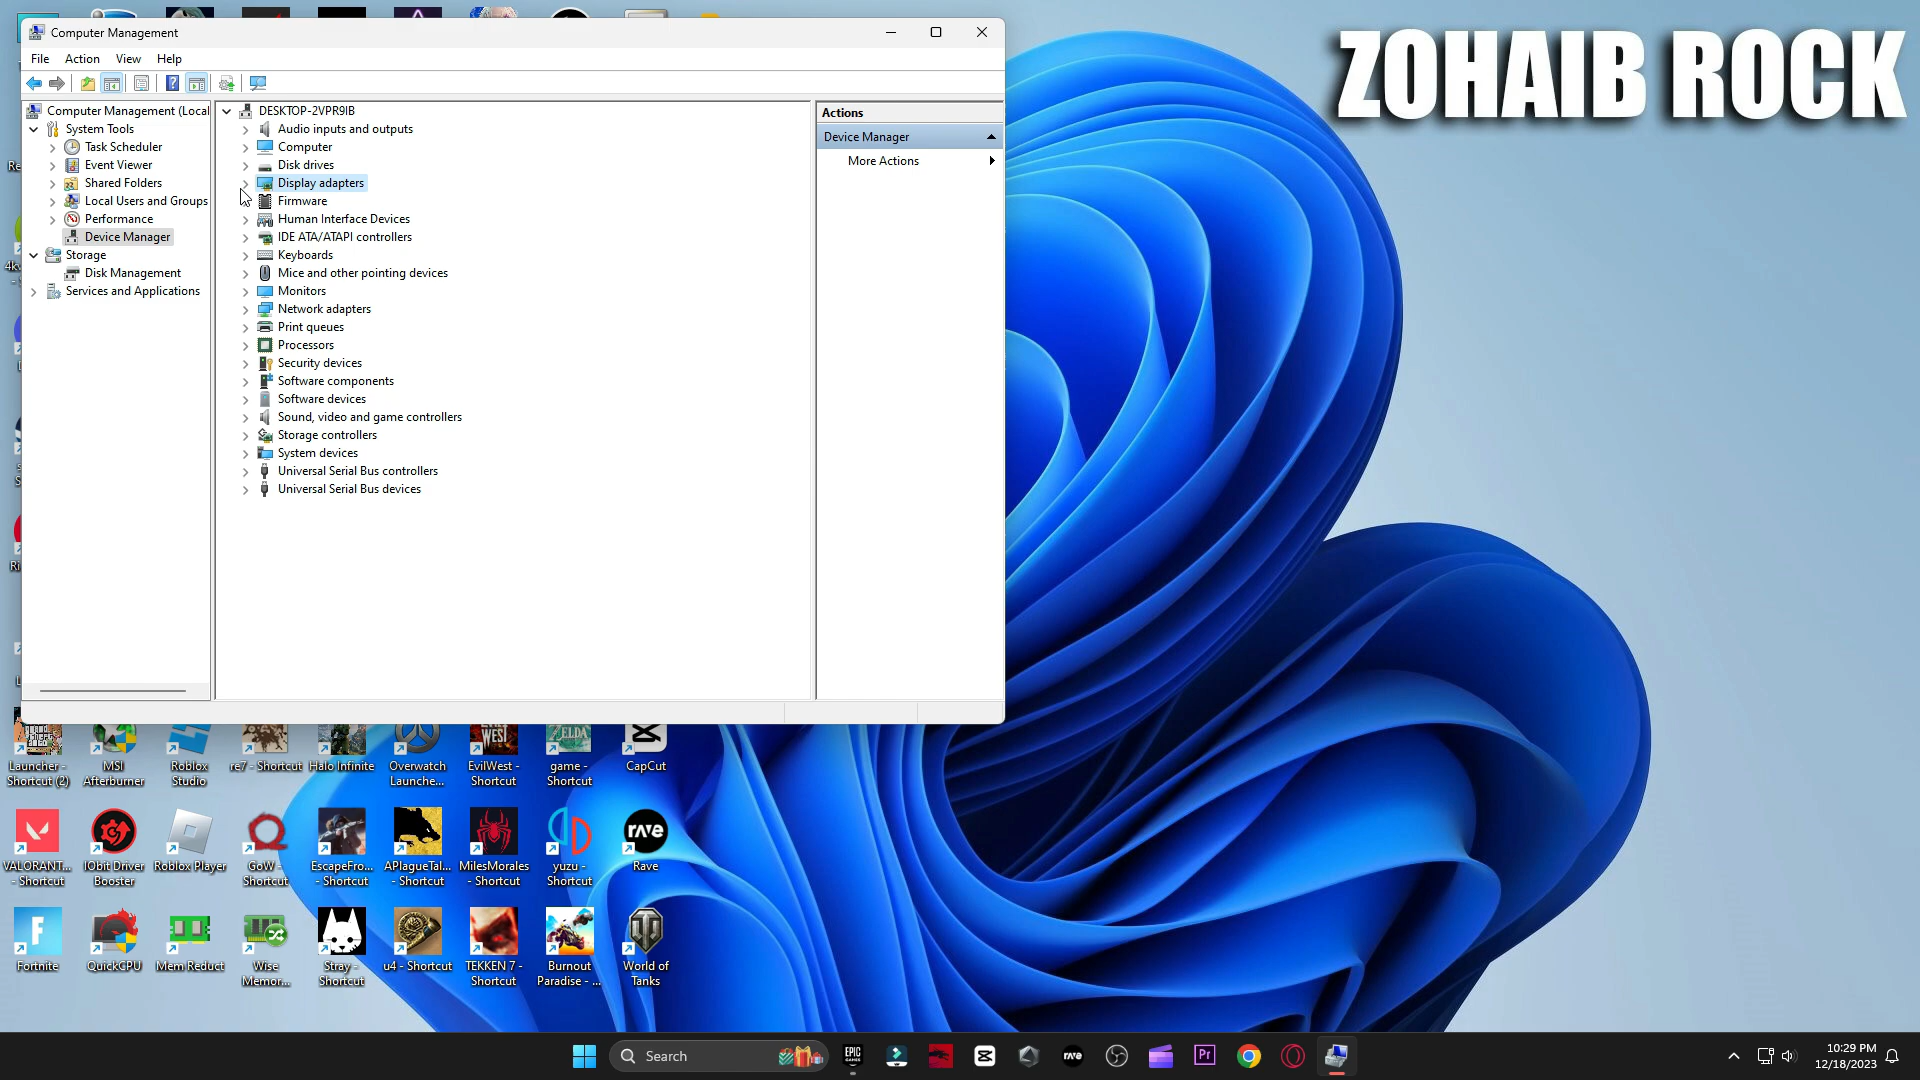 ZOHAIB ROCK
Computer Management
File Action View Help
Computer Management (Local
System Tools
Task Scheduler
Event Viewer
Shared Folders
Local Users and Groups
Performance
Device Manager
Storage
Disk Management
Services and Applications
DESKTOP-2VPR9IB
Audio inputs and outputs
Computer
Disk drives
Display adapters
Firmware
Human Interface Devices
IDE ATA/ATAPI controllers
Keyboards
Mice and other pointing devices
Monitors
Network adapters
Print queues
Processors
Security devices
Software components
Software devices
Sound, video and game controllers
Storage controllers
System devices
Universal Serial Bus controllers
Universal Serial Bus devices
Actions
Device Manager
More Actions
Launcher -
Shortcut (2)
MSI
Afterburner
Roblox
Studio
re7 - Shortcut
Halo Infinite
Overwatch
Launche...
EVIL WEST
EvilWest -
Shortcut
ZELDA
game -
Shortcut
CapCut
VALORANT...
- Shortcut
IObit Driver
Booster
Roblox Player
GoW -
Shortcut
EscapeFro...
- Shortcut
APlagueTal...
- Shortcut
MilesMorales
- Shortcut
yuzu -
Shortcut
rave
Rave
Fortnite
QuickCPU
Mem Reduct
Wise
Memor...
Stray -
Shortcut
u4 - Shortcut
TEKKEN 7 -
Shortcut
Burnout
Paradise - ...
World of
Tanks
Search
EPIC
GAMES
rave
Pr
10:29 PM
12/18/2023